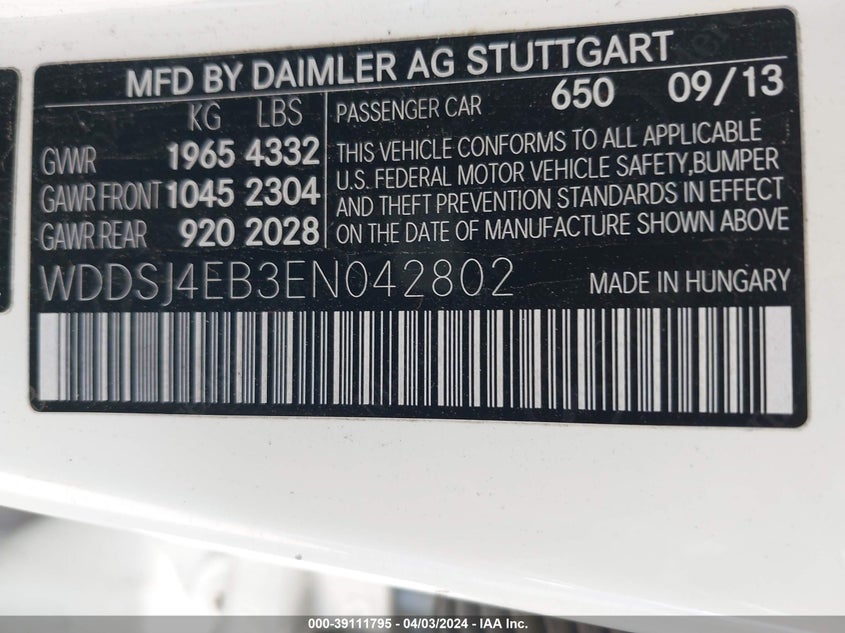 MFD BY DAIMLER AG STUTTGART
KG LBS
GVWR 1965 4332
GAWR FRONT 1045 2304
GAWR REAR 920 2028
PASSENGER CAR 650 09/13
THIS VEHICLE CONFORMS TO ALL APPLICABLE
U.S. FEDERAL MOTOR VEHICLE SAFETY,BUMPER
AND THEFT PREVENTION STANDARDS IN EFFECT
ON THE DATE OF MANUFACTURE SHOWN ABOVE
WDDSJ4EB3EN042802 MADE IN HUNGARY
000-39111795 - 04/03/2024 - IAA Inc.